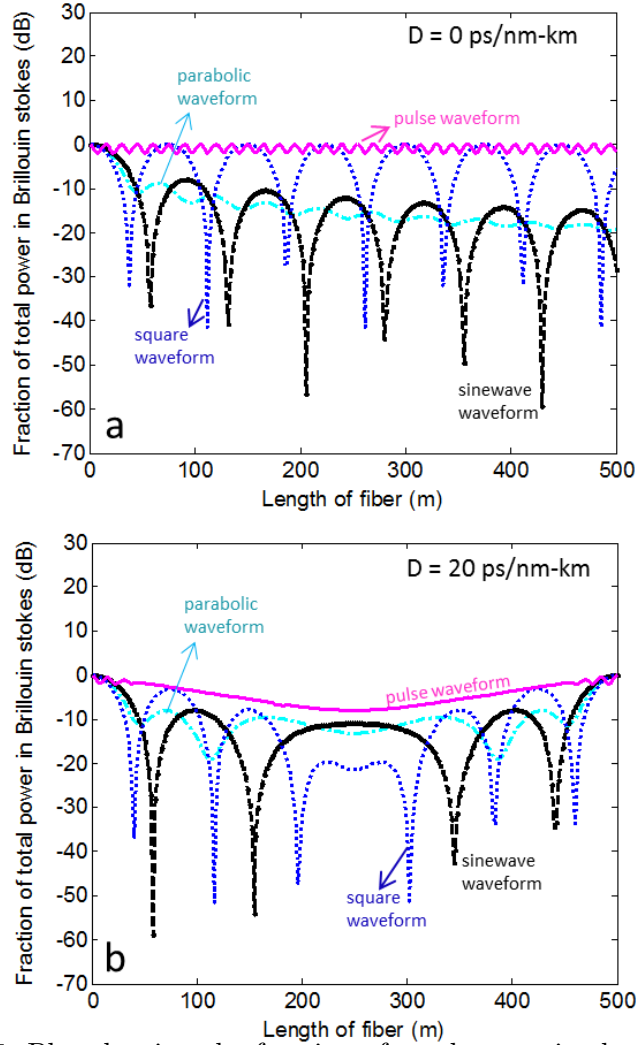 30
20
10
0
-10
-20
-30
-40
-50
-60
-70
Fraction of total power in Brillouin stokes (dB)
D = 0 ps/nm-km
parabolic
waveform
pulse waveform
square
waveform
sinewave
waveform
a
0 100 200 300 400 500
Length of fiber (m)
30
20
10
0
-10
-20
-30
-40
-50
-60
-70
Fraction of total power in Brillouin stokes (dB)
D = 20 ps/nm-km
parabolic
waveform
pulse waveform
square
waveform
sinewave
waveform
b
0 100 200 300 400 500
Length of fiber (m)